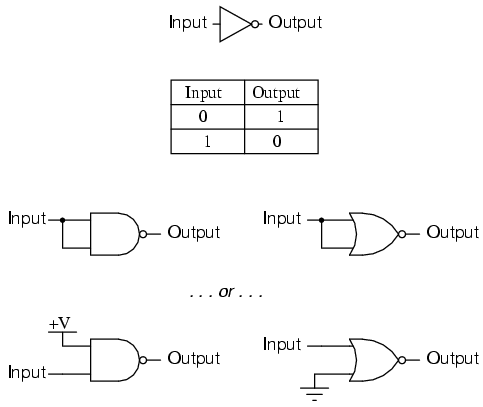 Input Output
Input Output
0 1
1 0
Input Output Input Output
. . . or . . .
+V
Input Output Input Output